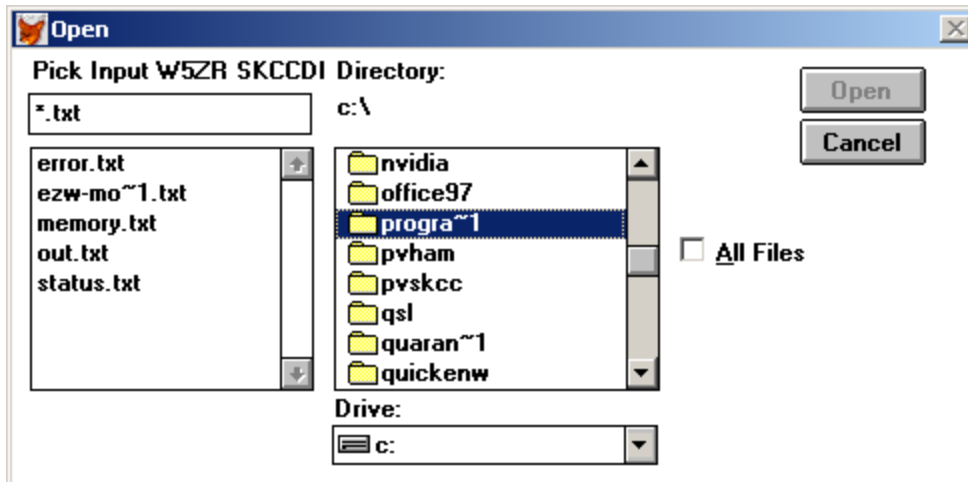 Open
Pick Input W5ZR SKCCDI Directory:
*.txt
c:\
Open
Cancel
error.txt
ezw-mo~1.txt
memory.txt
out.txt
status.txt
nvidia
office97
progra~1
pvham
pvskcc
qsl
quaran~1
quickenw
All Files
Drive:
c: